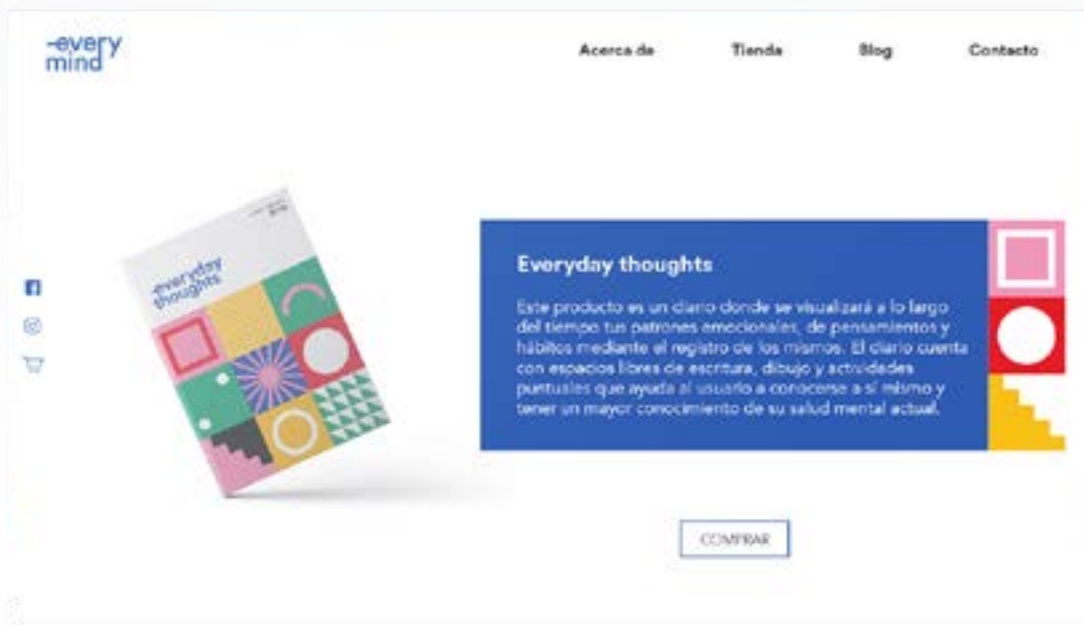 -every
mind
Acerca de
Tienda
Blog
Contacto
everyday
thoughts
Everyday thoughts
Este producto es un diario donde se visualizará a lo largo
del tiempo tus patrones emocionales, de pensamientos y
hábitos mediante el registro de los mismos. El diario cuenta
con espacios libres de escritura, dibujo y actividades
puntuales que ayuda al usuario a conocerse a sí mismo y
tener un mayor conocimiento de su salud mental actual.
COMPRAR